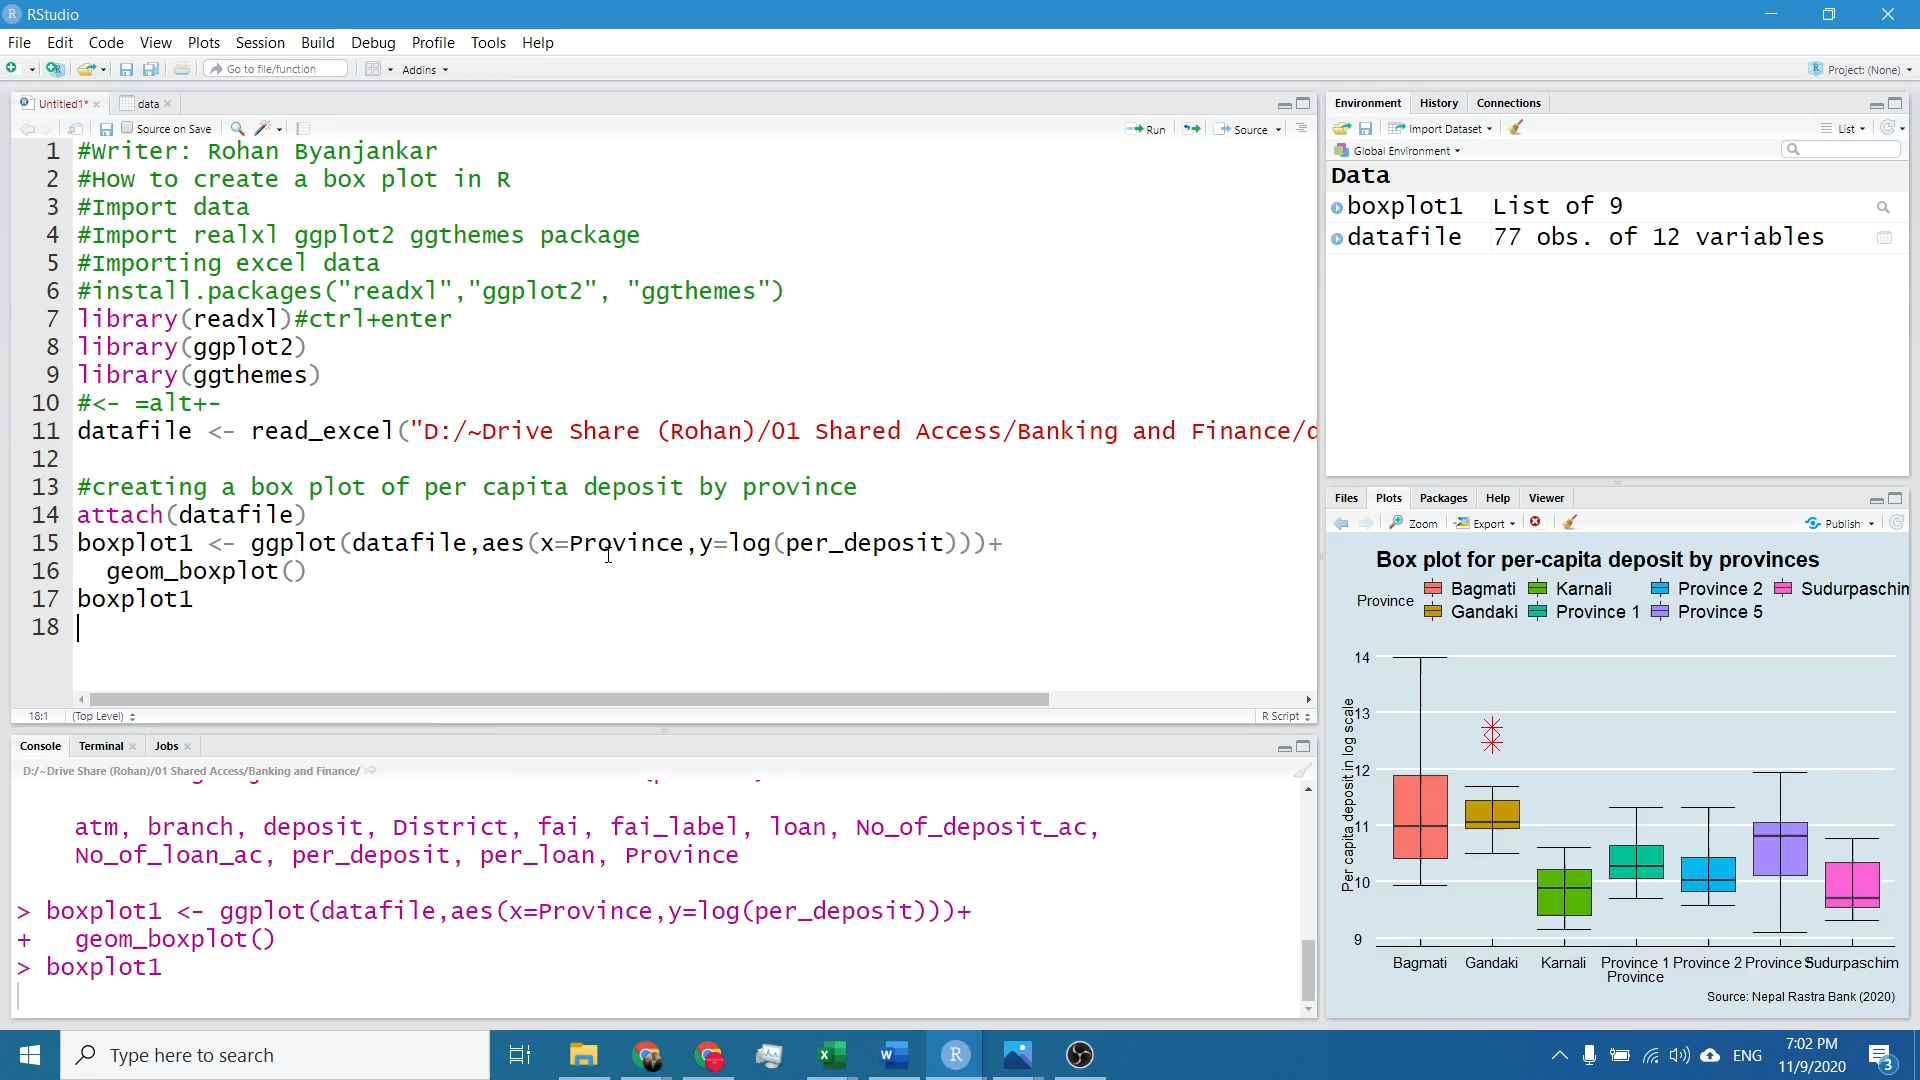 RStudio
File Edit Code View Plots Session Build Debug Profile Tools Help
Go to file/function Addins Project: (None)
Untitled1* data
Source on Save Run Source
1 #Writer: Rohan Byanjankar
2 #How to create a box plot in R
3 #Import data
4 #Import realxl ggplot2 ggthemes package
5 #Importing excel data
6 #install.packages("readxl","ggplot2", "ggthemes")
7 library(readxl)#ctrl+enter
8 library(ggplot2)
9 library(ggthemes)
10 #<- =alt+-
11 datafile <- read_excel("D:/~Drive Share (Rohan)/01 Shared Access/Banking and Finance/d
12
13 #creating a box plot of per capita deposit by province
14 attach(datafile)
15 boxplot1 <- ggplot(datafile,aes(x=Province,y=log(per_deposit)))+
16 geom_boxplot()
17 boxplot1
18
18:1 (Top Level) R Script
Console Terminal Jobs
D:/~Drive Share (Rohan)/01 Shared Access/Banking and Finance/
atm, branch, deposit, District, fai, fai_label, loan, No_of_deposit_ac,
No_of_loan_ac, per_deposit, per_loan, Province
> boxplot1 <- ggplot(datafile,aes(x=Province,y=log(per_deposit)))+
+ geom_boxplot()
> boxplot1
Environment History Connections
Import Dataset List
Global Environment
Data
boxplot1 List of 9
datafile 77 obs. of 12 variables
Files Plots Packages Help Viewer
Zoom Export Publish
Box plot for per-capita deposit by provinces
Province
Bagmati Karnali Province 2 Sudurpaschim
Gandaki Province 1 Province 5
Per capita deposit in log scale
14
13
12
11
10
9
Bagmati Gandaki Karnali Province 1 Province 2 Province 5 Sudurpaschim
Province
Source: Nepal Rastra Bank (2020)
Type here to search
ENG
7:02 PM
11/9/2020
3